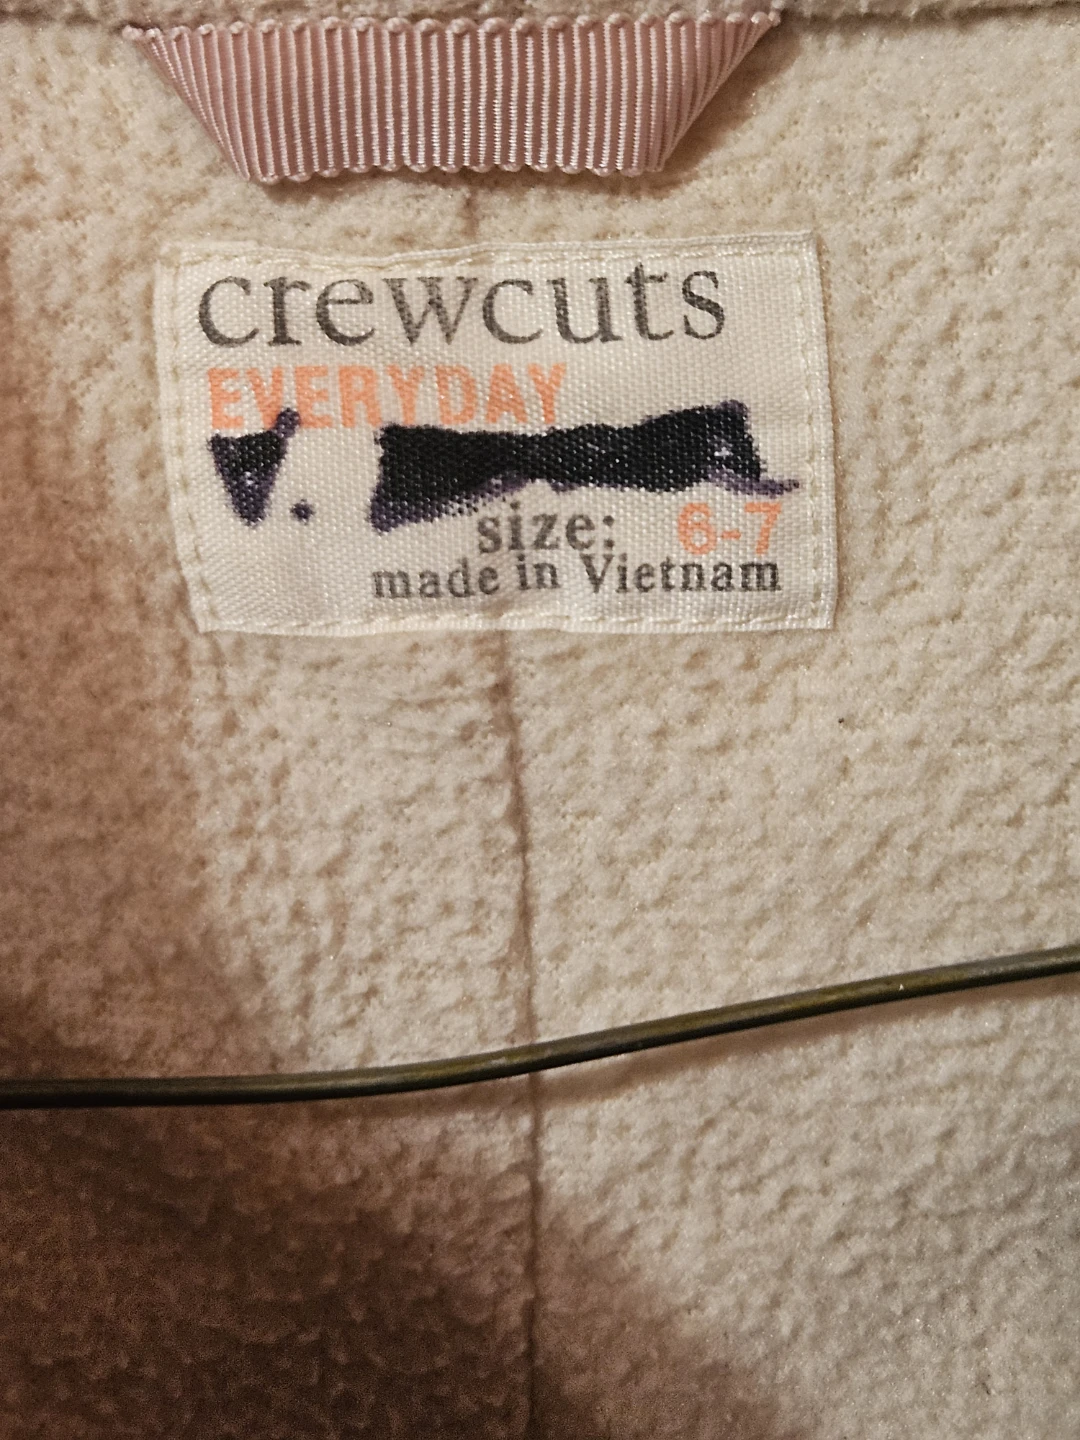 crewcuts
EVERYDAY
V.
size: 6-7
made in Vietnam